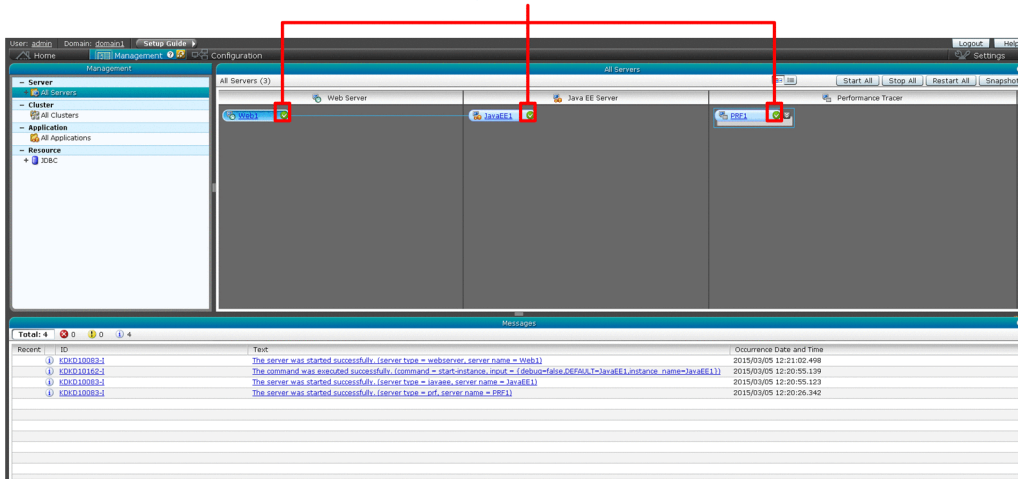 User: admin Domain: domain1 Setup Guide Logout Help
Home Management Configuration Settings
Management
All Servers
– Server
+ All Servers
– Cluster
All Clusters
– Application
All Applications
– Resource
+ JDBC
All Servers (3) Start All Stop All Restart All Snapshot
Web Server Java EE Server Performance Tracer
Web1 JavaEE1 PRF1
Messages
Total: 4 0 0 4
Recent ID Text Occurrence Date and Time
KDKD10083-I The server was started successfully. (server type = webserver, server name = Web1) 2015/03/05 12:21:02.498
KDKD10162-I The command was executed successfully. (command = start-instance, input = {debug=false,DEFAULT=JavaEE1,instance_name=JavaEE1}) 2015/03/05 12:20:55.139
KDKD10083-I The server was started successfully. (server type = javaee, server name = JavaEE1) 2015/03/05 12:20:55.123
KDKD10083-I The server was started successfully. (server type = prf, server name = PRF1) 2015/03/05 12:20:26.342